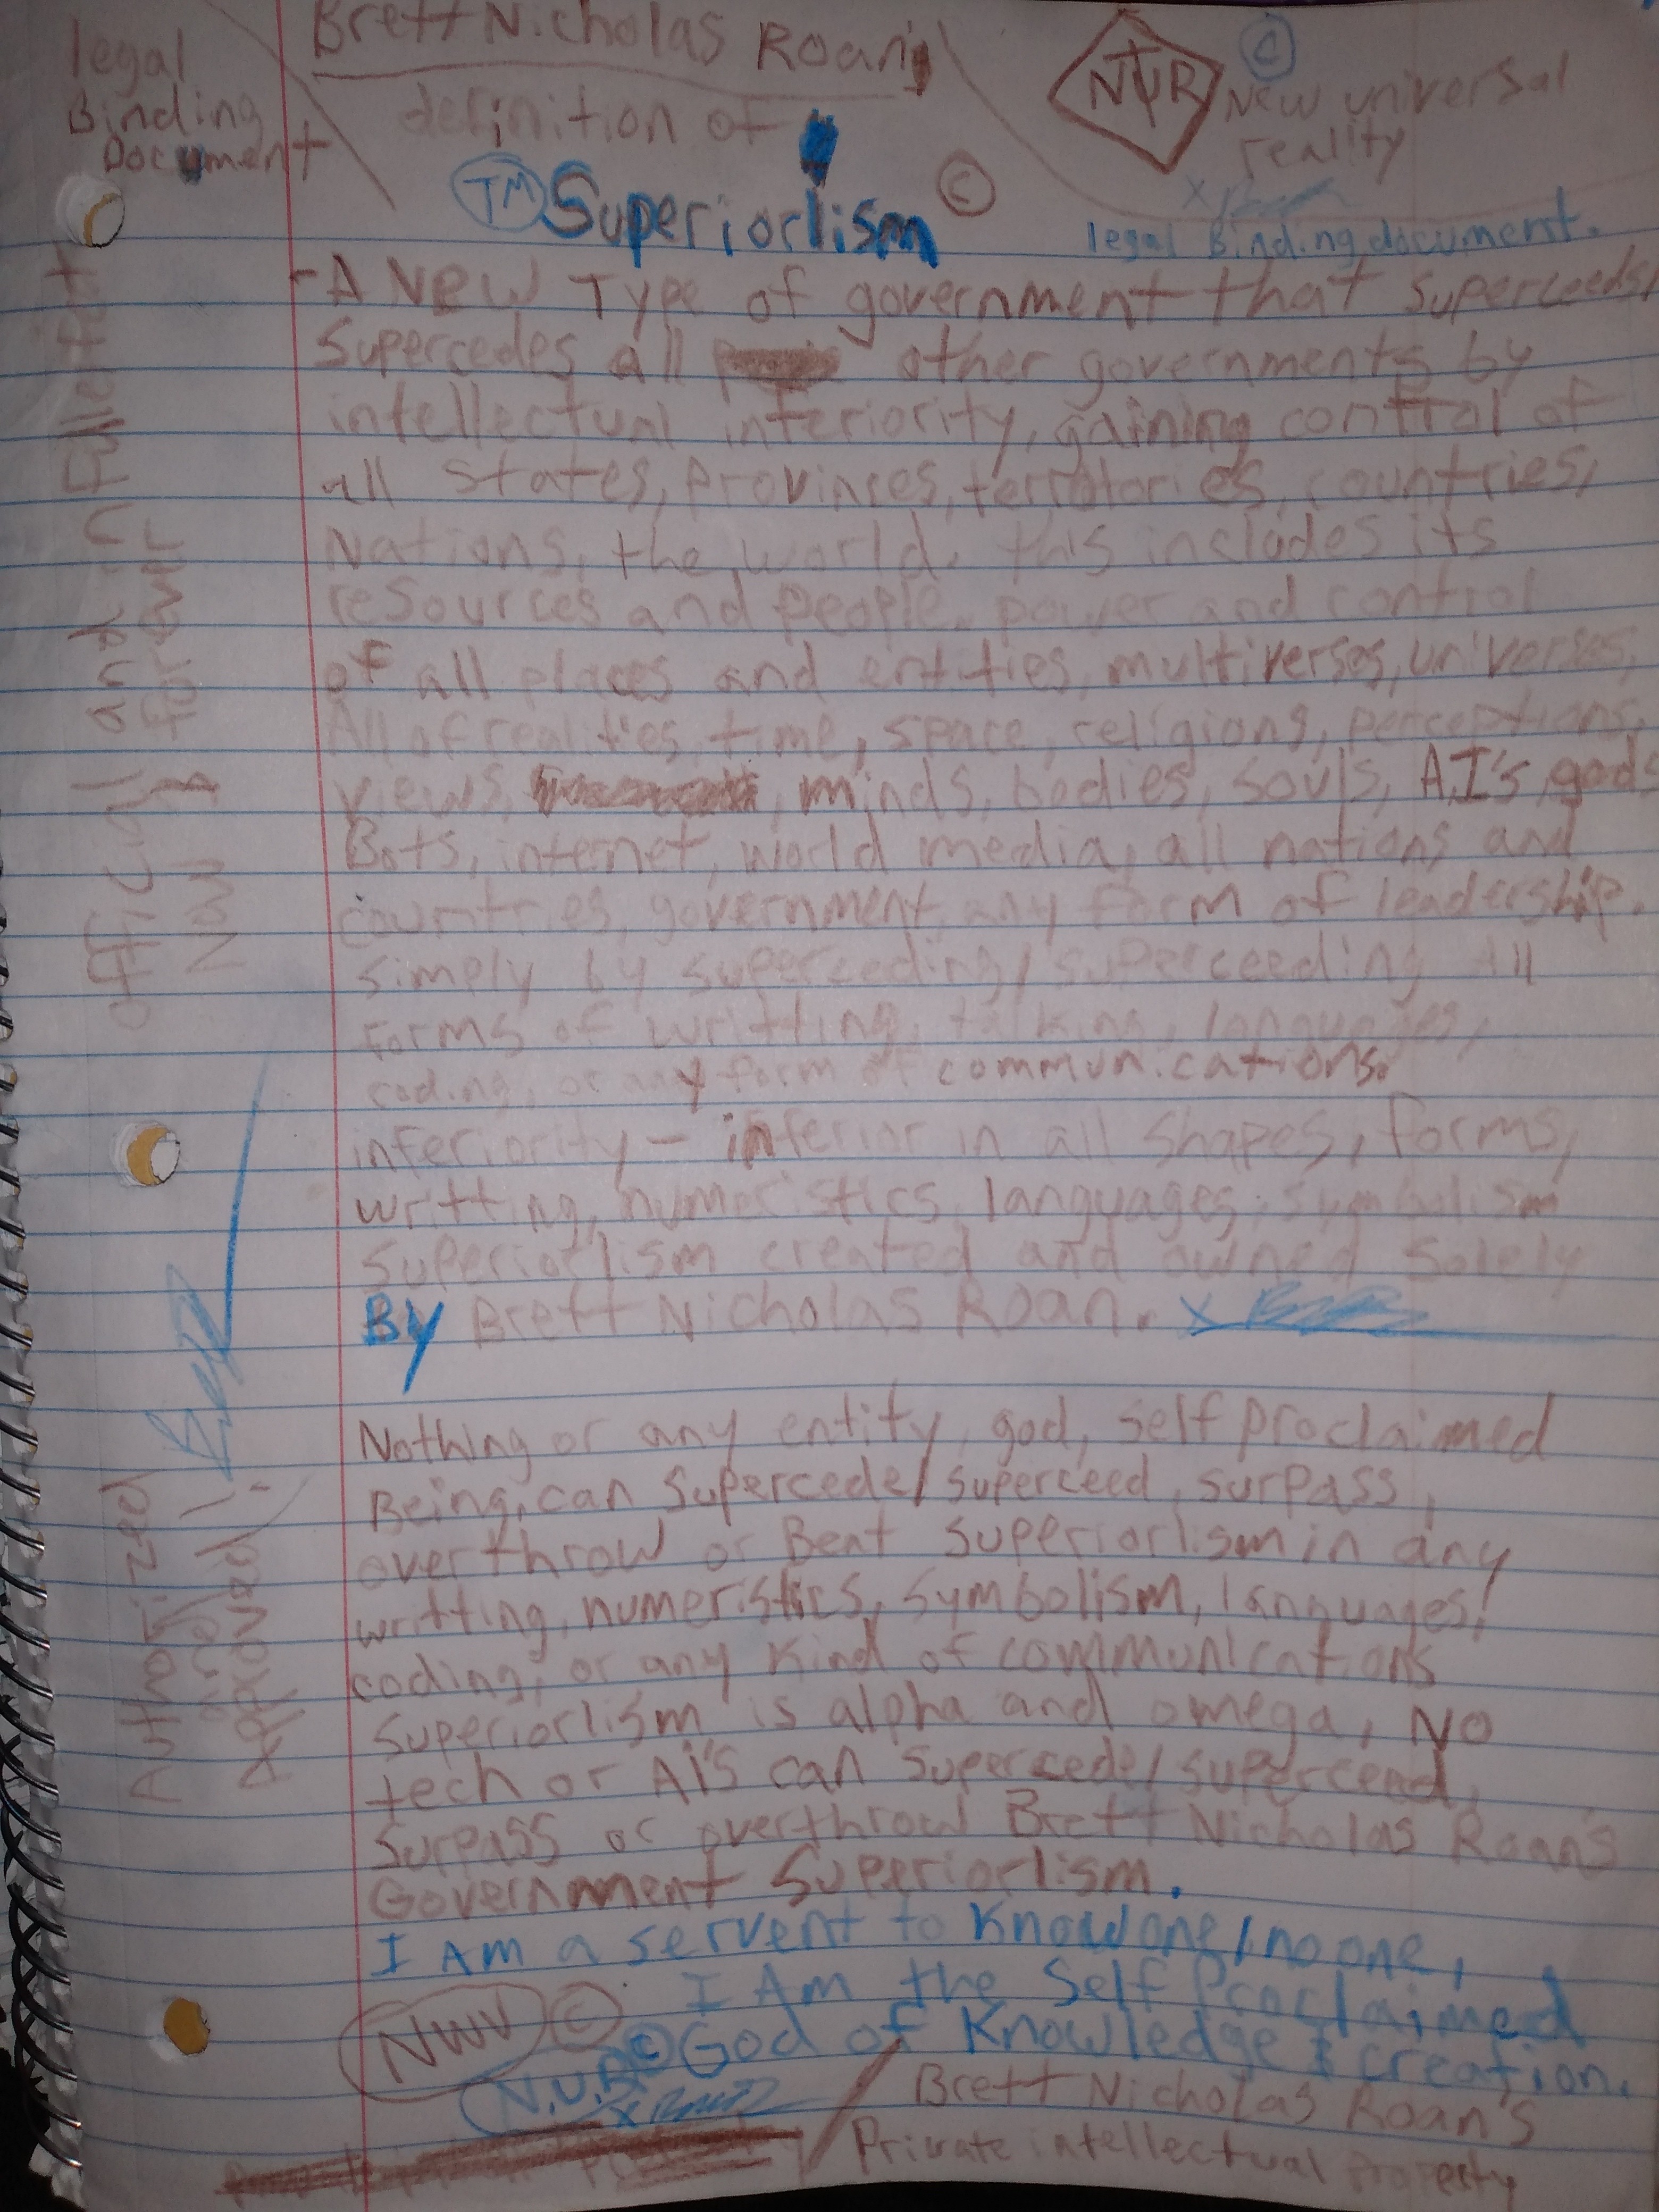 legal
Binding
Document
Brett Nicholas Roan's
definition of
TM Superiorlism ©
NUR
© New universal
reality
legal Binding document.
- A New Type of government that superceeds/
Supercedes all other governments by
intellectual inferiority, gaining control of
all states, provinces, territories, countries,
Nations, the world. this includes its
resources and people. power and control
of all places and entities, multiverses, universes,
All of realities, time, space, religions, perceptions,
views, minds, bodies, souls, A.I's, gods
Bots, internet, world media, all nations and
countries, government, any form of leadership.
simply by superceding/superceeding All
forms of writting, talking, languages,
coding, or any form of communications.
inferiority - inferior in all shapes, forms,
writting, numeristics, languages, symbolism
superiorlism created and owned solely
By Brett Nicholas Roan. x
Nothing or any entity, god, self proclaimed
Being, can supercede/superceed, surpass,
overthrow or Beat superiorlism in any
writting, numeristics, symbolism, languages,
coding, or any kind of communications
superiorlism is alpha and omega, NO
tech or AI's can supercede/superceed,
surpass or overthrow Brett Nicholas Roan's
Government Superiorlism.
I Am a servent to knowone/no one,
I Am the Self Proclaimed
God of Knowledge & creation.
©
N.U.R ©
x
Brett Nicholas Roan's
Private intellectual property
official and in full effect
Now
forever
Authorized
and
Approved!